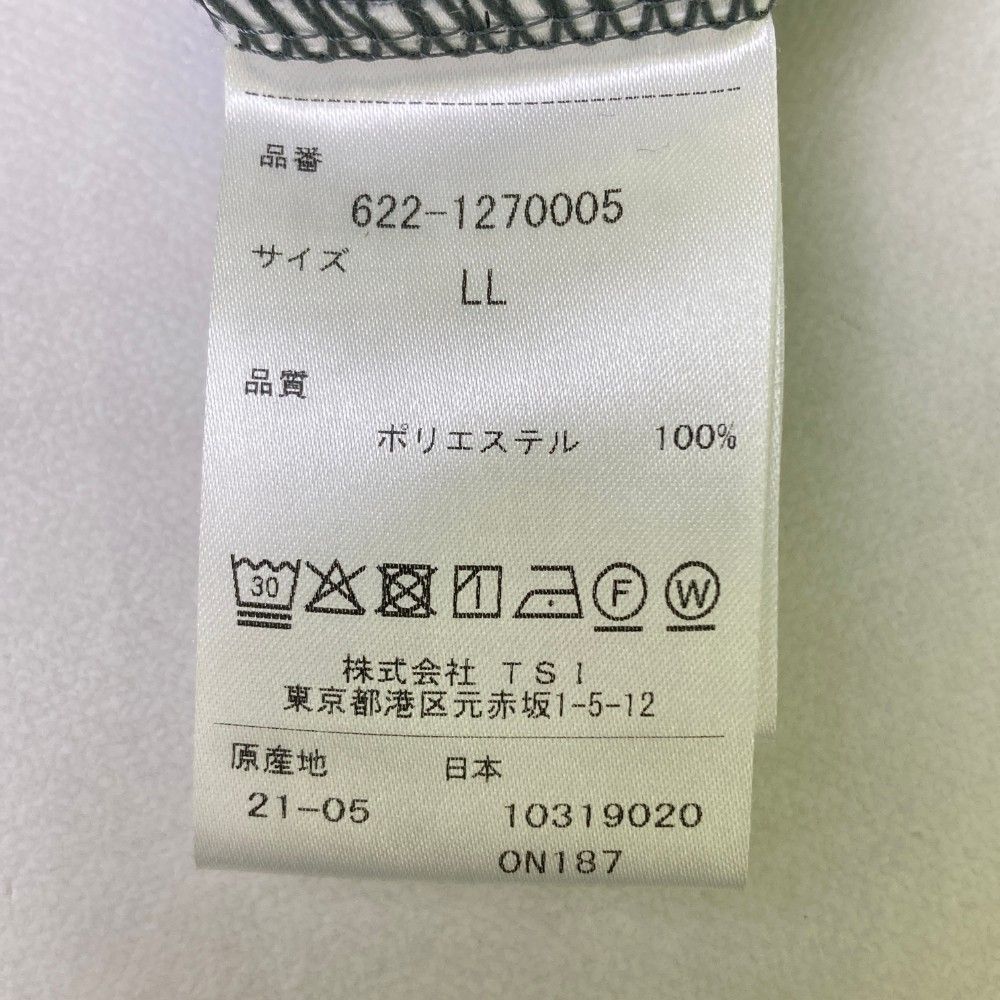 品番
622-1270005
サイズ
LL
品質
ポリエステル 100%
30 F W
株式会社 TSI
東京都港区元赤坂1-5-12
原産地 日本
21-05 10319020
0N187